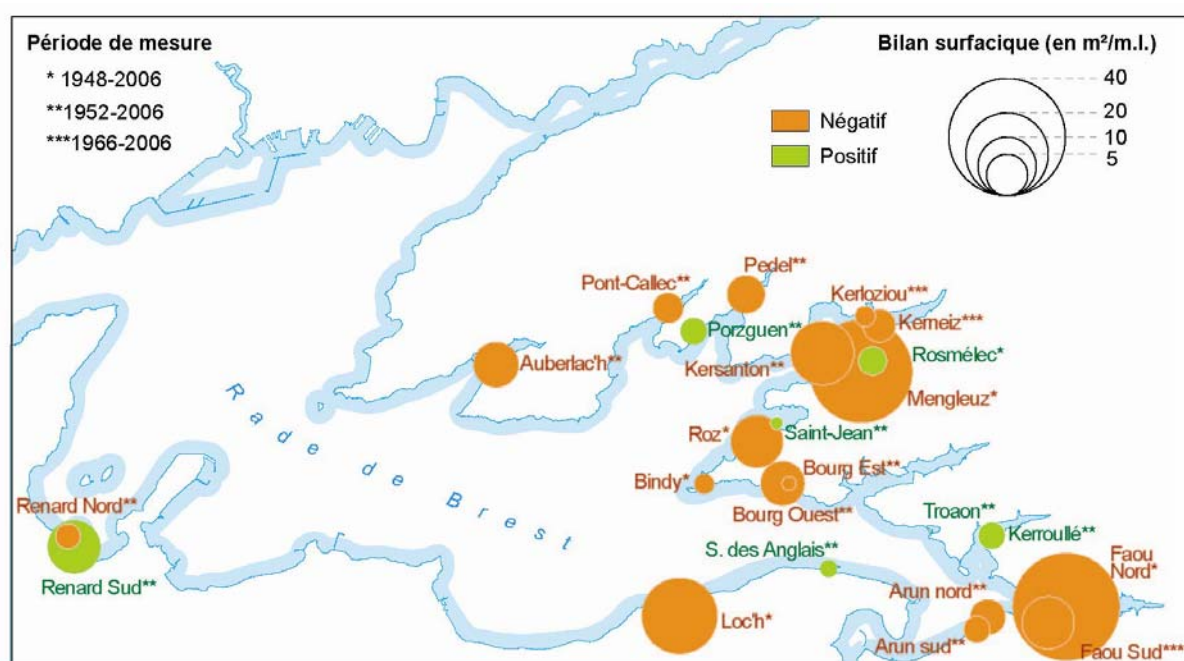 Période de mesure
* 1948-2006
**1952-2006
***1966-2006
Bilan surfacique (en m²/m.l.)
40
20
10
5
Négatif
Positif
Pedel**
Pont-Callec**
Kerloziou***
Porzguen**
Kerneiz***
Auberlac'h**
Kersanton**
Rosmélec*
Mengleuz*
Rade de Brest
Roz*
Saint-Jean**
Bindy*
Bourg Est**
Bourg Ouest**
Renard Nord**
Troaon**
Kerroullé**
S. des Anglais**
Faou
Nord*
Renard Sud**
Arun nord**
Loc'h*
Arun sud**
Faou Sud***